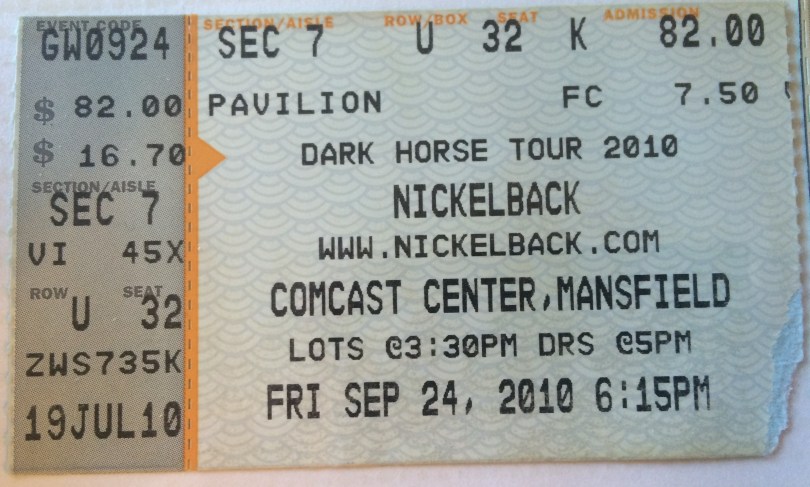 EVENT CODE
GW0924
$ 82.00
$ 16.70
SECTION/AISLE
SEC 7
VI 45X
ROW SEAT
U 32
ZWS735K
19JUL10
SECTION/AISLE ROW/BOX SEAT ADMISSION
SEC 7 U 32 K 82.00
PAVILION FC 7.50
DARK HORSE TOUR 2010
NICKELBACK
WWW.NICKELBACK.COM
COMCAST CENTER,MANSFIELD
LOTS @3:30PM DRS @5PM
FRI SEP 24, 2010 6:15PM